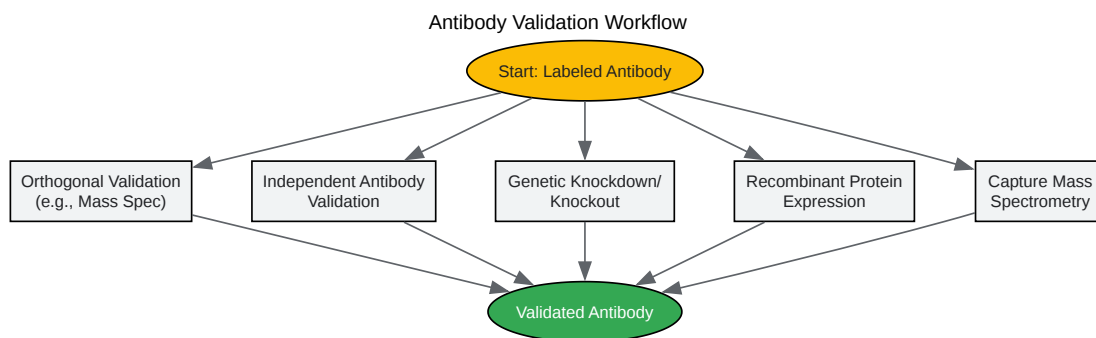 Antibody Validation Workflow
Start: Labeled Antibody
Orthogonal Validation
(e.g., Mass Spec)
Independent Antibody
Validation
Genetic Knockdown/
Knockout
Recombinant Protein
Expression
Capture Mass
Spectrometry
Validated Antibody